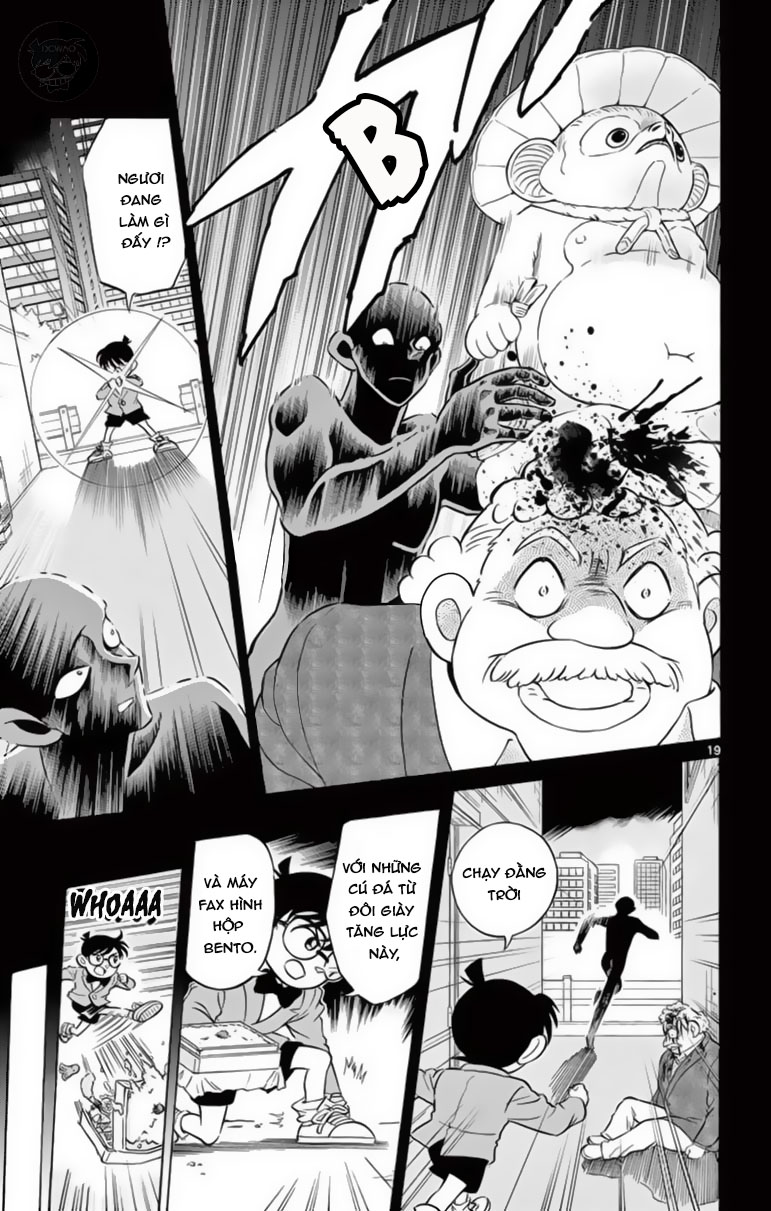 B
NGƯƠI
ĐANG
LÀM GÌ
ĐẤY !?
19
CHẠY ĐẰNG
TRỜI
VỚI NHỮNG
CÚ ĐÁ TỪ
ĐÔI GIÀY
TĂNG LỰC
NÀY,
VÀ MÁY
FAX HÌNH
HỘP
BENTO.
WHOAAA